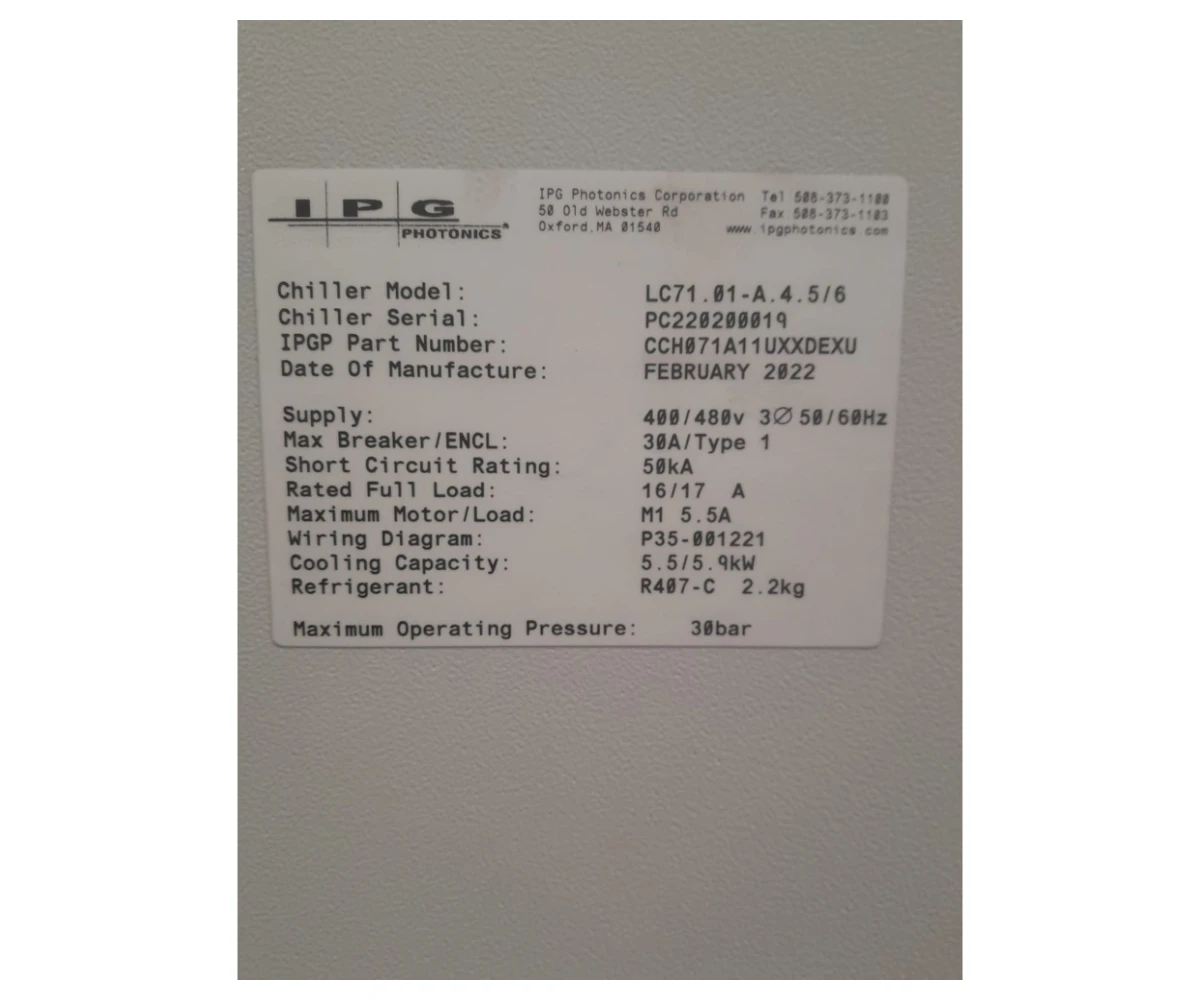 IPG
PHOTONICS®
IPG Photonics Corporation Tel 508-373-1100
50 Old Webster Rd Fax 508-373-1103
Oxford,MA 01540 www.ipgphotonics.com
Chiller Model: LC71.01-A.4.5/6
Chiller Serial: PC220200019
IPGP Part Number: CCH071A11UXXDEXU
Date Of Manufacture: FEBRUARY 2022
Supply: 400/480v 3∅ 50/60Hz
Max Breaker/ENCL: 30A/Type 1
Short Circuit Rating: 50kA
Rated Full Load: 16/17 A
Maximum Motor/Load: M1 5.5A
Wiring Diagram: P35-001221
Cooling Capacity: 5.5/5.9kW
Refrigerant: R407-C 2.2kg
Maximum Operating Pressure: 30bar